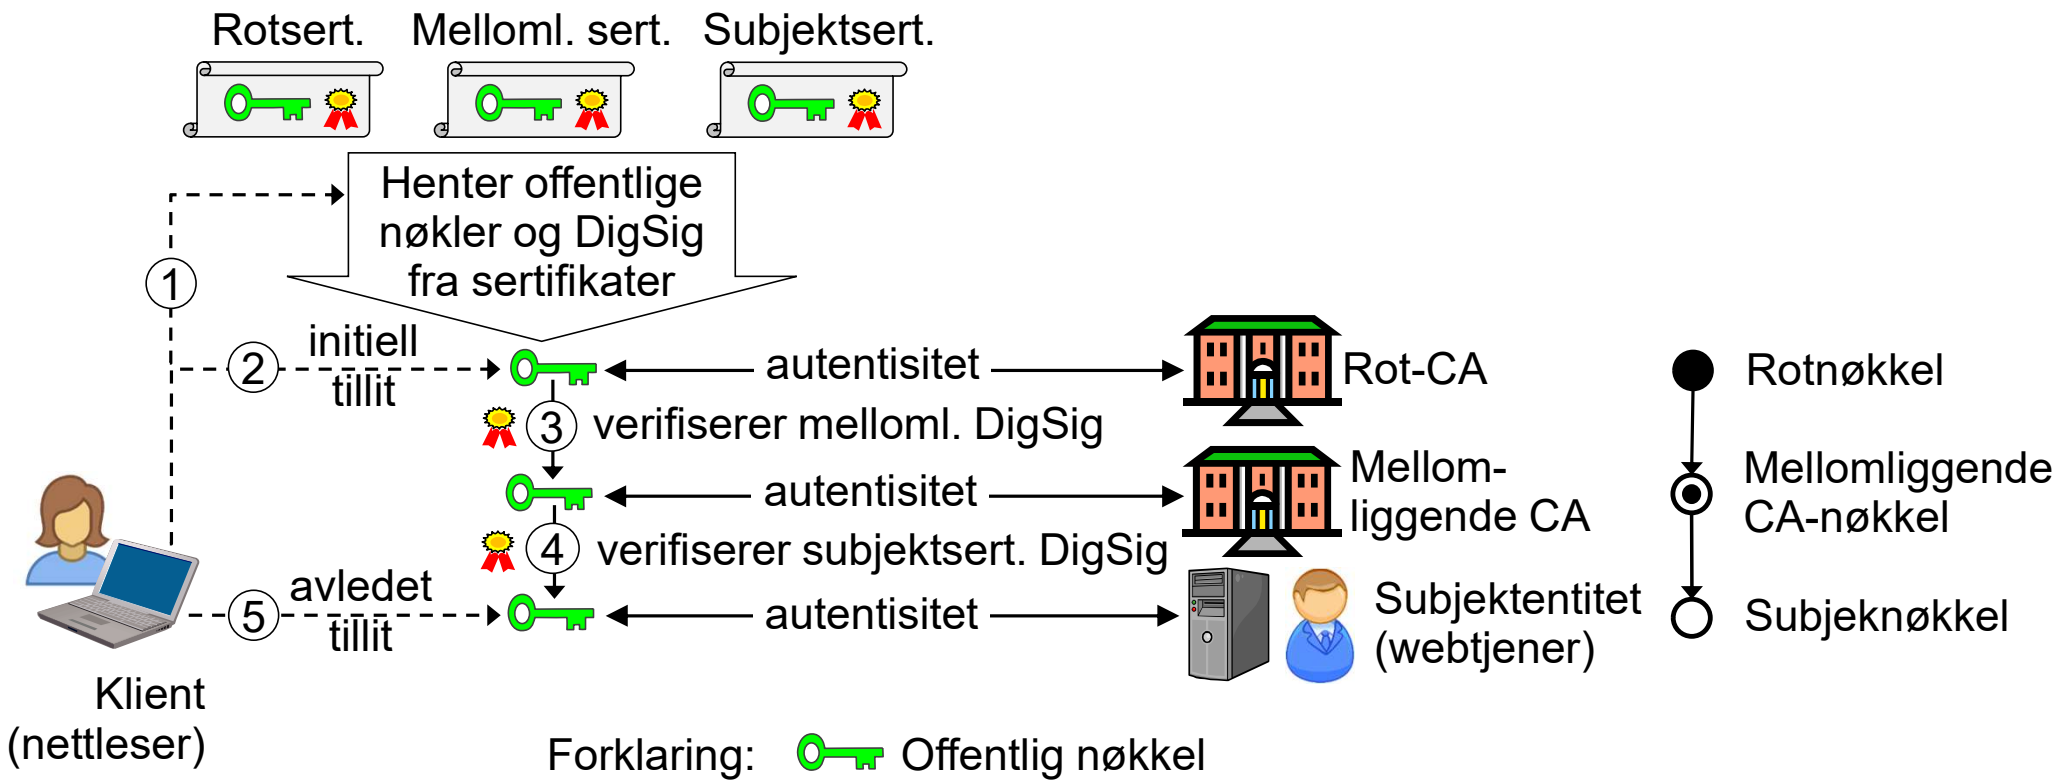 Rotsert.
Melloml. sert.
Subjektsert.
Henter offentlige
nøkler og DigSig
fra sertifikater
1
2
initiell
tillit
autentisitet
Rot-CA
Rotnøkkel
3
verifiserer melloml. DigSig
autentisitet
Mellom-
liggende CA
Mellomliggende
CA-nøkkel
4
verifiserer subjektsert. DigSig
5
avledet
tillit
autentisitet
Subjektentitet
(webtjener)
Subjeknøkkel
Klient
(nettleser)
Forklaring:
Offentlig nøkkel